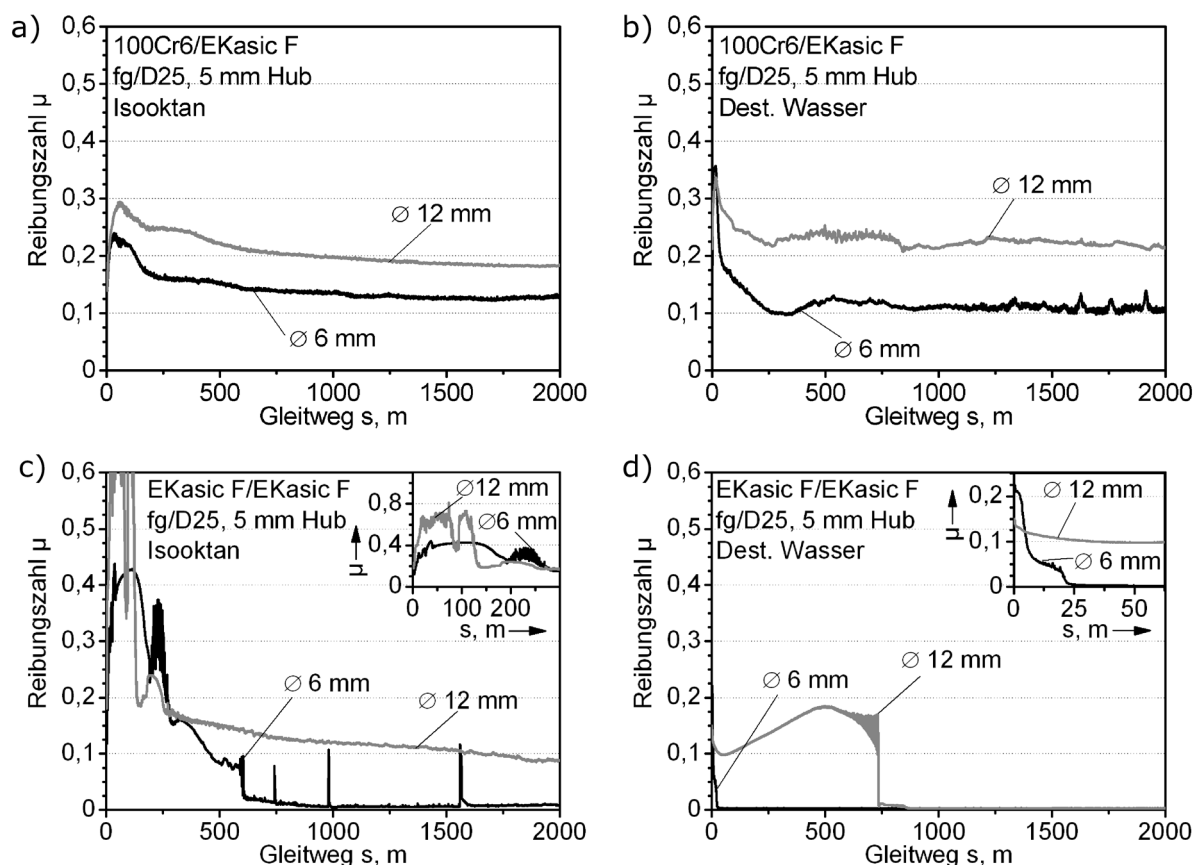 a)
0,6
0,5
0,4
0,3
0,2
0,1
0
Reibungszahl µ
100Cr6/EKasic F
fg/D25, 5 mm Hub
Isooktan
∅ 12 mm
∅ 6 mm
0 500 1000 1500 2000
Gleitweg s, m
b)
0,6
0,5
0,4
0,3
0,2
0,1
0
Reibungszahl µ
100Cr6/EKasic F
fg/D25, 5 mm Hub
Dest. Wasser
∅ 12 mm
∅ 6 mm
0 500 1000 1500 2000
Gleitweg s, m
c)
0,6
0,5
0,4
0,3
0,2
0,1
0
Reibungszahl µ
EKasic F/EKasic F
fg/D25, 5 mm Hub
Isooktan
0,8
0,4
0,0
µ
∅ 12 mm
∅ 6 mm
0 100 200
s, m
∅ 6 mm
∅ 12 mm
0 500 1000 1500 2000
Gleitweg s, m
d)
0,6
0,5
0,4
0,3
0,2
0,1
0
Reibungszahl µ
EKasic F/EKasic F
fg/D25, 5 mm Hub
Dest. Wasser
0,2
0,1
0
µ
∅ 12 mm
∅ 6 mm
0 25 50
s, m
∅ 6 mm
∅ 12 mm
0 500 1000 1500 2000
Gleitweg s, m